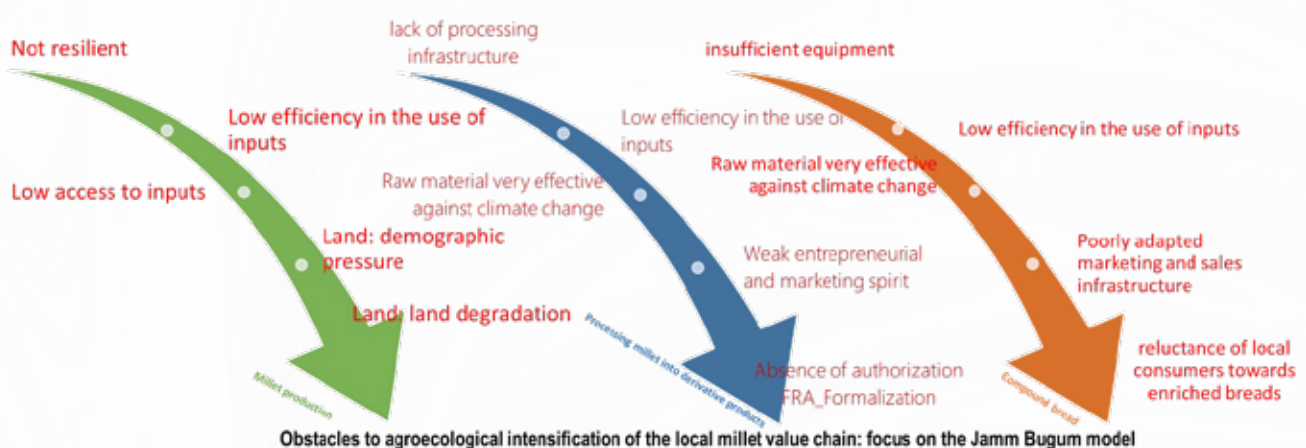 Not resilient
Low efficiency in the use of
inputs
Low access to inputs
Land: demographic
pressure
Land: land degradation
Millet production
lack of processing
infrastructure
Low efficiency in the use of
inputs
Raw material very effective
against climate change
Weak entrepreneurial
and marketing spirit
Absence of authorization
FRA_Formalization
Processing millet into derivative products
insufficient equipment
Low efficiency in the use of inputs
Raw material very effective
against climate change
Poorly adapted
marketing and sales
infrastructure
reluctance of local
consumers towards
enriched breads
Compound bread
Obstacles to agroecological intensification of the local millet value chain: focus on the Jamm Bugum model